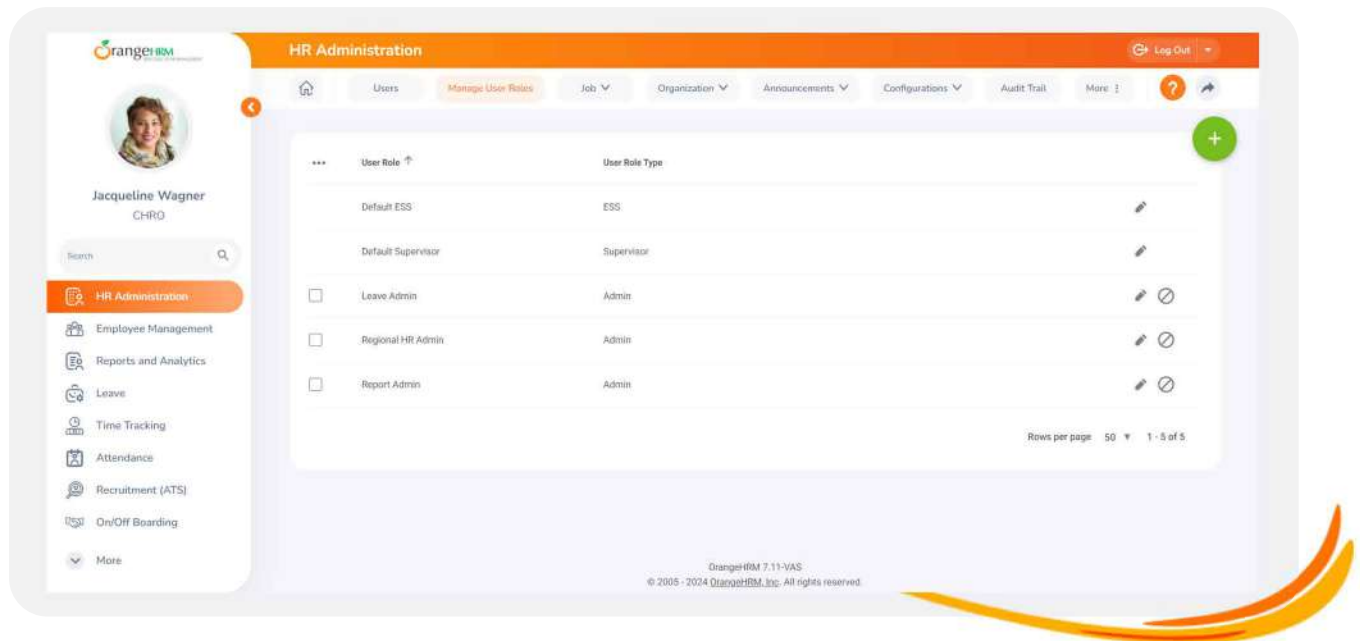 OrangeHRM
HR Administration
Log Out
Users
Manage User Roles
Job
Organization
Announcements
Configurations
Audit Trail
More
?
+
Jacqueline Wagner
CHRO
Search
HR Administration
Employee Management
Reports and Analytics
Leave
Time Tracking
Attendance
Recruitment (ATS)
On/Off Boarding
More
User Role User Role Type
Default ESS ESS
Default Supervisor Supervisor
Leave Admin Admin
Regional HR Admin Admin
Report Admin Admin
Rows per page 50 1 - 5 of 5
OrangeHRM 7.11-VAS
© 2005 - 2024 OrangeHRM, Inc. All rights reserved.